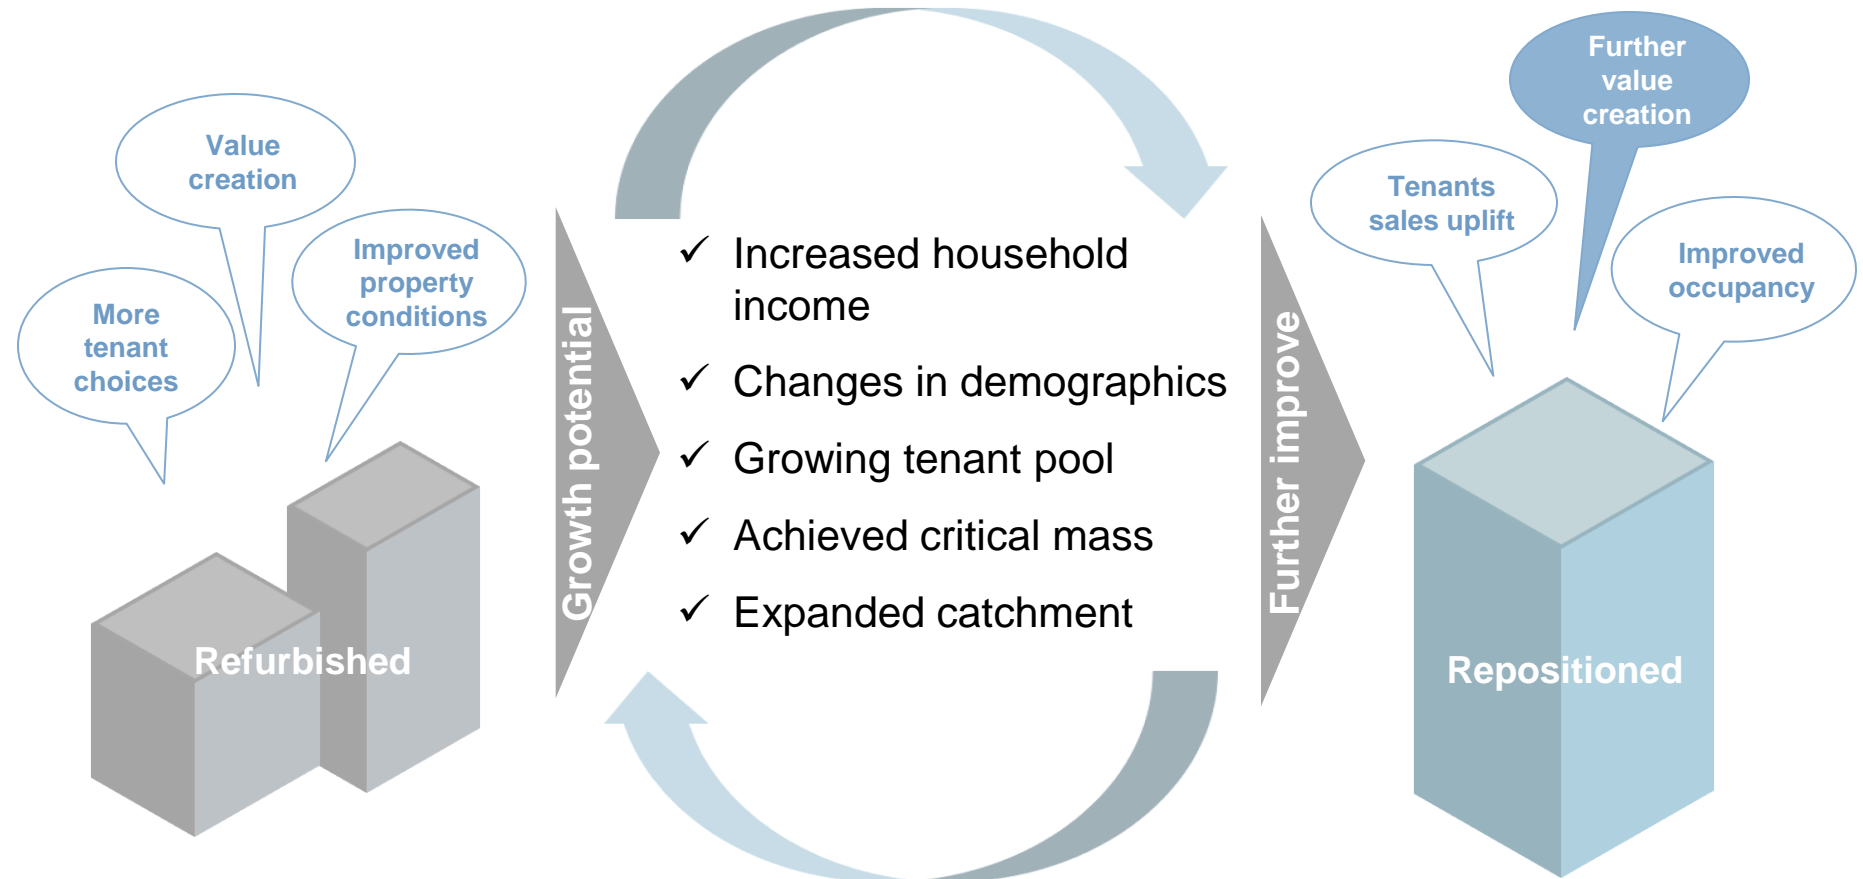 Value
creation
Improved
property
conditions
More
tenant
choices
Refurbished
Growth potential
✓ Increased household
income
✓ Changes in demographics
✓ Growing tenant pool
✓ Achieved critical mass
✓ Expanded catchment
Further improve
Further
value
creation
Tenants
sales uplift
Improved
occupancy
Repositioned